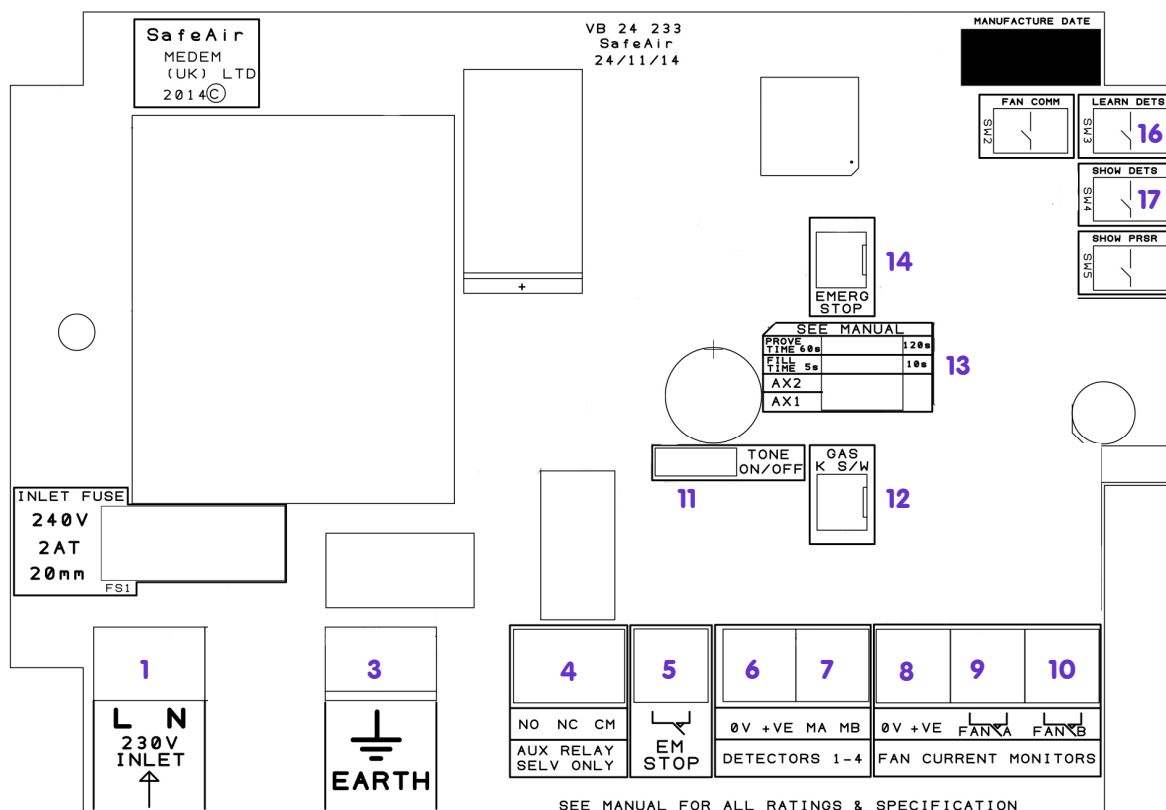 SafeAir
MEDEM
(UK) LTD
2014©
VB 24 233
SafeAir
24/11/14
MANUFACTURE DATE
FAN COMM
SW2
LEARN DETS
SW3
16
SHOW DETS
SW4
17
SHOW PRSR
SW5
+
14
EMERG
STOP
SEE MANUAL
PROVE
TIME 60s
120s
FILL
TIME 5s
10s
AX2
AX1
13
TONE
ON/OFF
11
GAS
K S/W
12
INLET FUSE
240V
2AT
20mm
FS1
1
3
4
5
6
7
8
9
10
L N
230V
INLET
EARTH
NO NC CM
AUX RELAY
SELV ONLY
EM
STOP
0V +VE MA MB
DETECTORS 1-4
0V +VE FAN A FAN B
FAN CURRENT MONITORS
SEE MANUAL FOR ALL RATINGS & SPECIFICATION